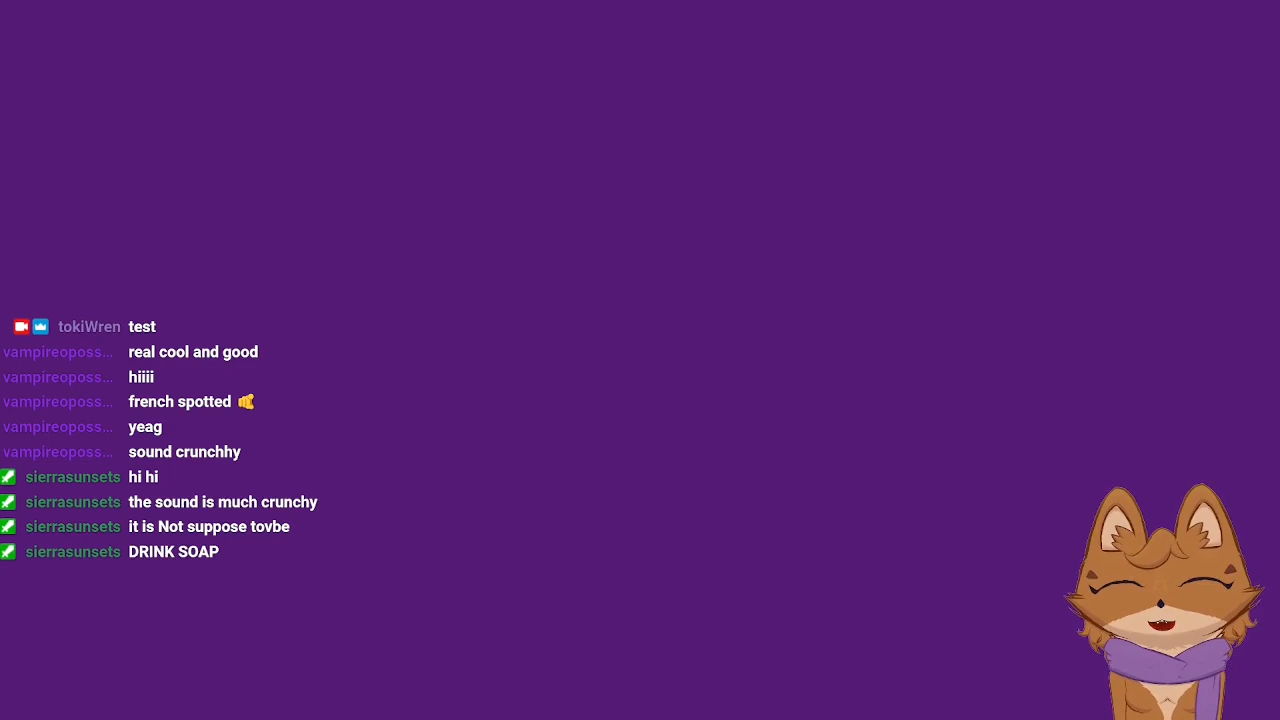 tokiWren test
vampireoposs... real cool and good
vampireoposs... hiiii
vampireoposs... french spotted
vampireoposs... yeag
vampireoposs... sound crunchhy
sierrasunsets hi hi
sierrasunsets the sound is much crunchy
sierrasunsets it is Not suppose tovbe
sierrasunsets DRINK SOAP